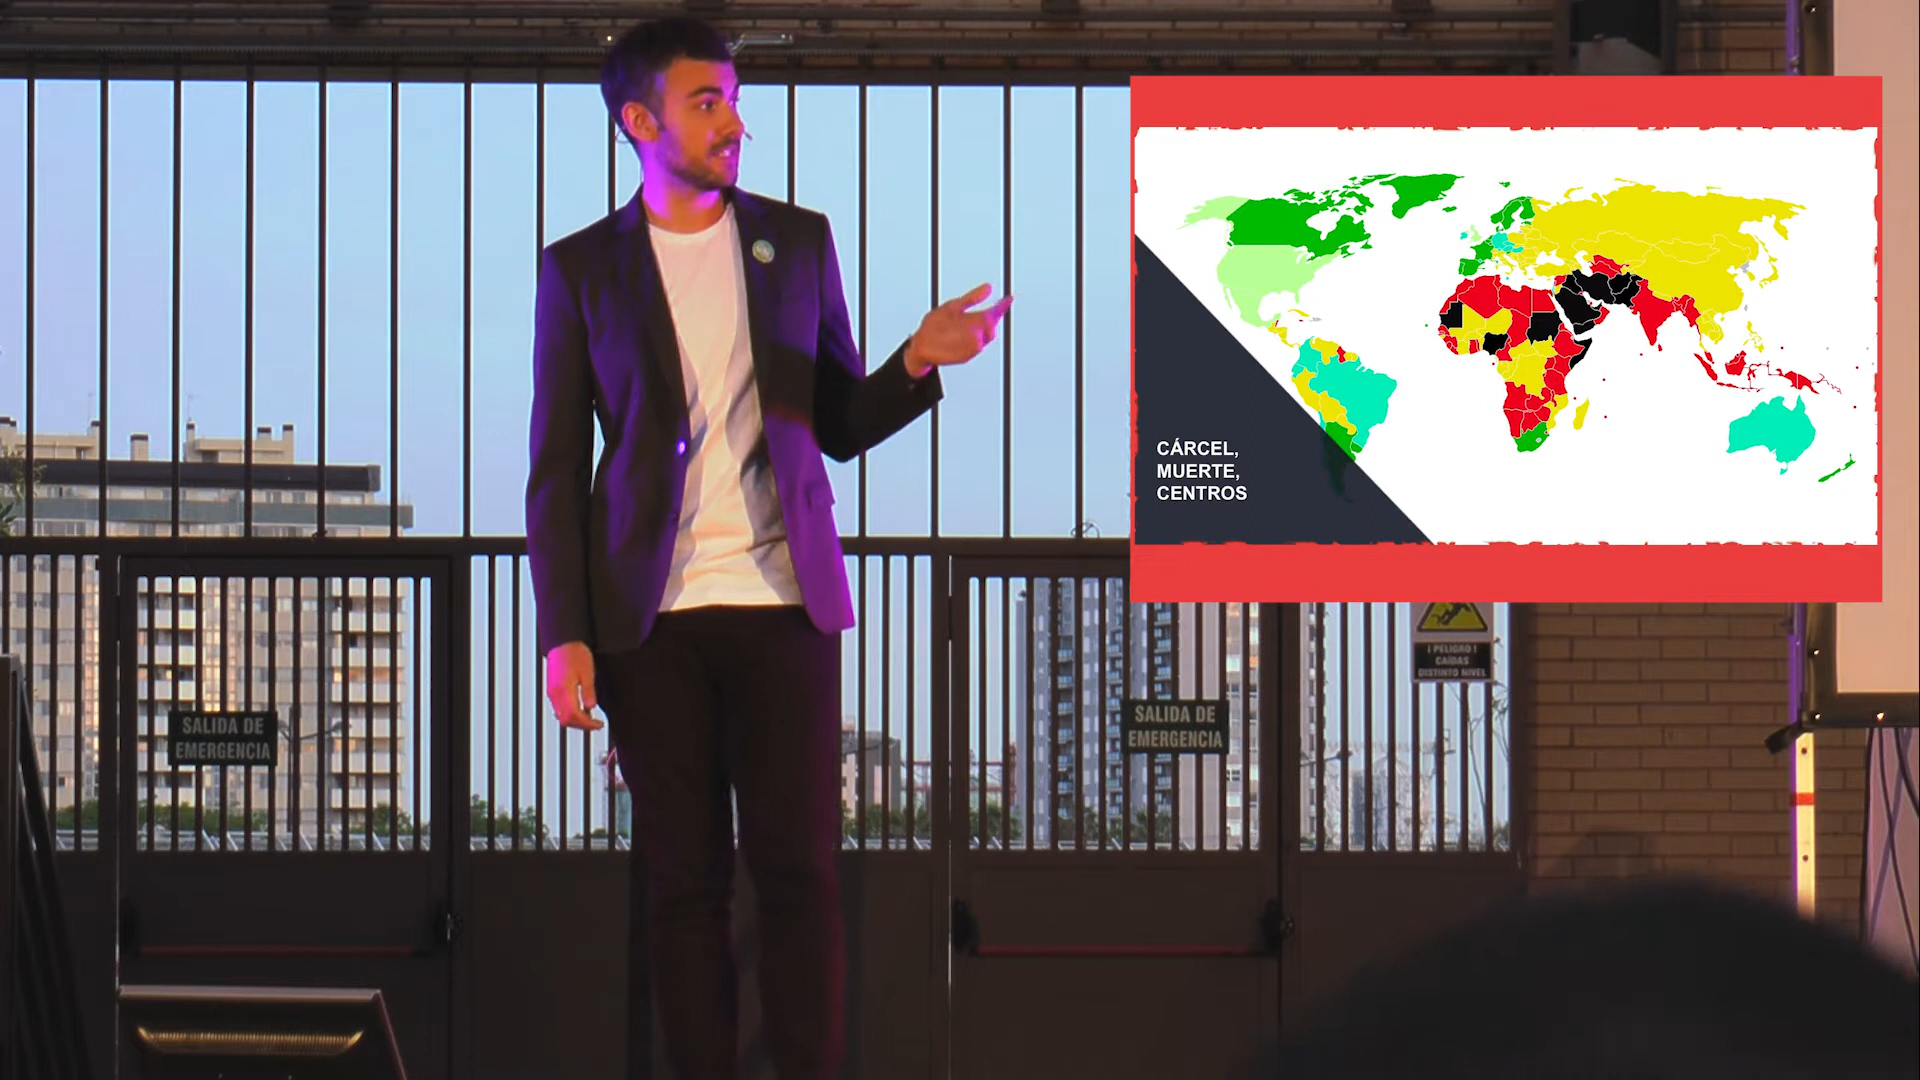 CÁRCEL,
MUERTE,
CENTROS
¡ PELIGRO !
CAÍDAS
DISTINTO NIVEL
SALIDA DE
EMERGENCIA
SALIDA DE
EMERGENCIA